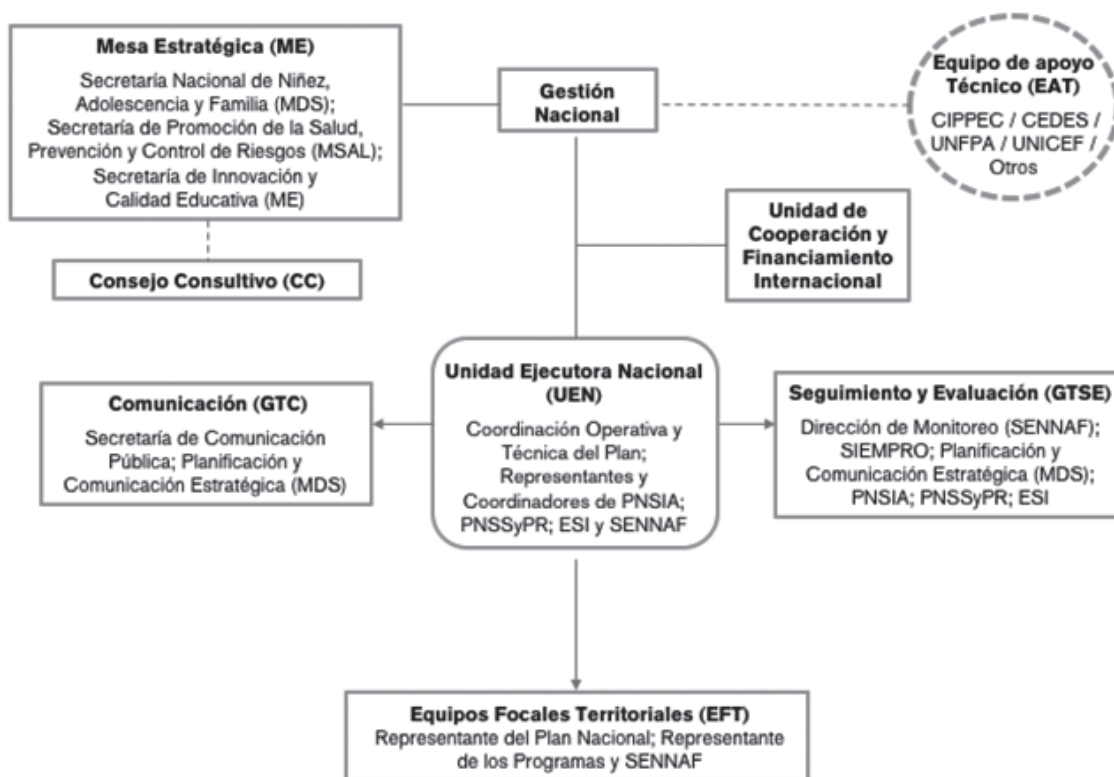 Mesa Estratégica (ME)
Secretaría Nacional de Niñez,
Adolescencia y Familia (MDS);
Secretaría de Promoción de la Salud,
Prevención y Control de Riesgos (MSAL);
Secretaría de Innovación y
Calidad Educativa (ME)
Gestión
Nacional
Equipo de apoyo
Técnico (EAT)
CIPPEC / CEDES /
UNFPA / UNICEF /
Otros
Consejo Consultivo (CC)
Unidad de
Cooperación y
Financiamiento
Internacional
Comunicación (GTC)
Secretaría de Comunicación
Pública; Planificación y
Comunicación Estratégica (MDS)
Unidad Ejecutora Nacional
(UEN)
Coordinación Operativa y
Técnica del Plan;
Representantes y
Coordinadores de PNSIA;
PNSSyPR; ESI y SENNAF
Seguimiento y Evaluación (GTSE)
Dirección de Monitoreo (SENNAF);
SIEMPRO; Planificación y
Comunicación Estratégica (MDS);
PNSIA; PNSSyPR; ESI
Equipos Focales Territoriales (EFT)
Representante del Plan Nacional; Representante
de los Programas y SENNAF